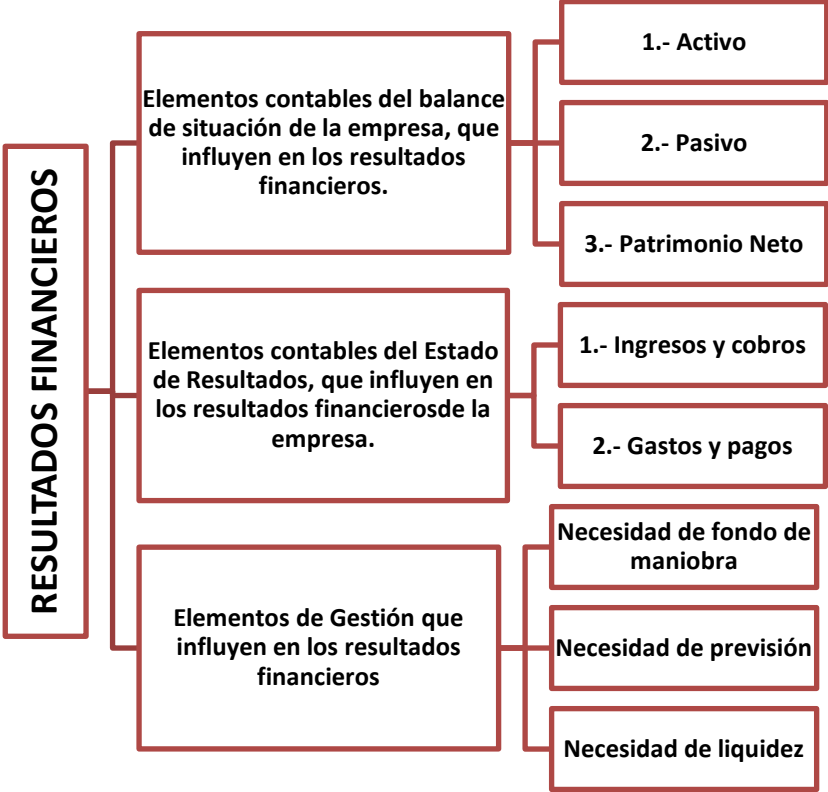 RESULTADOS FINANCIEROS
Elementos contables del balance
de situación de la empresa, que
influyen en los resultados
financieros.
1.- Activo
2.- Pasivo
3.- Patrimonio Neto
Elementos contables del Estado
de Resultados, que influyen en
los resultados financierosde la
empresa.
1.- Ingresos y cobros
2.- Gastos y pagos
Elementos de Gestión que
influyen en los resultados
financieros
Necesidad de fondo de
maniobra
Necesidad de previsión
Necesidad de liquidez